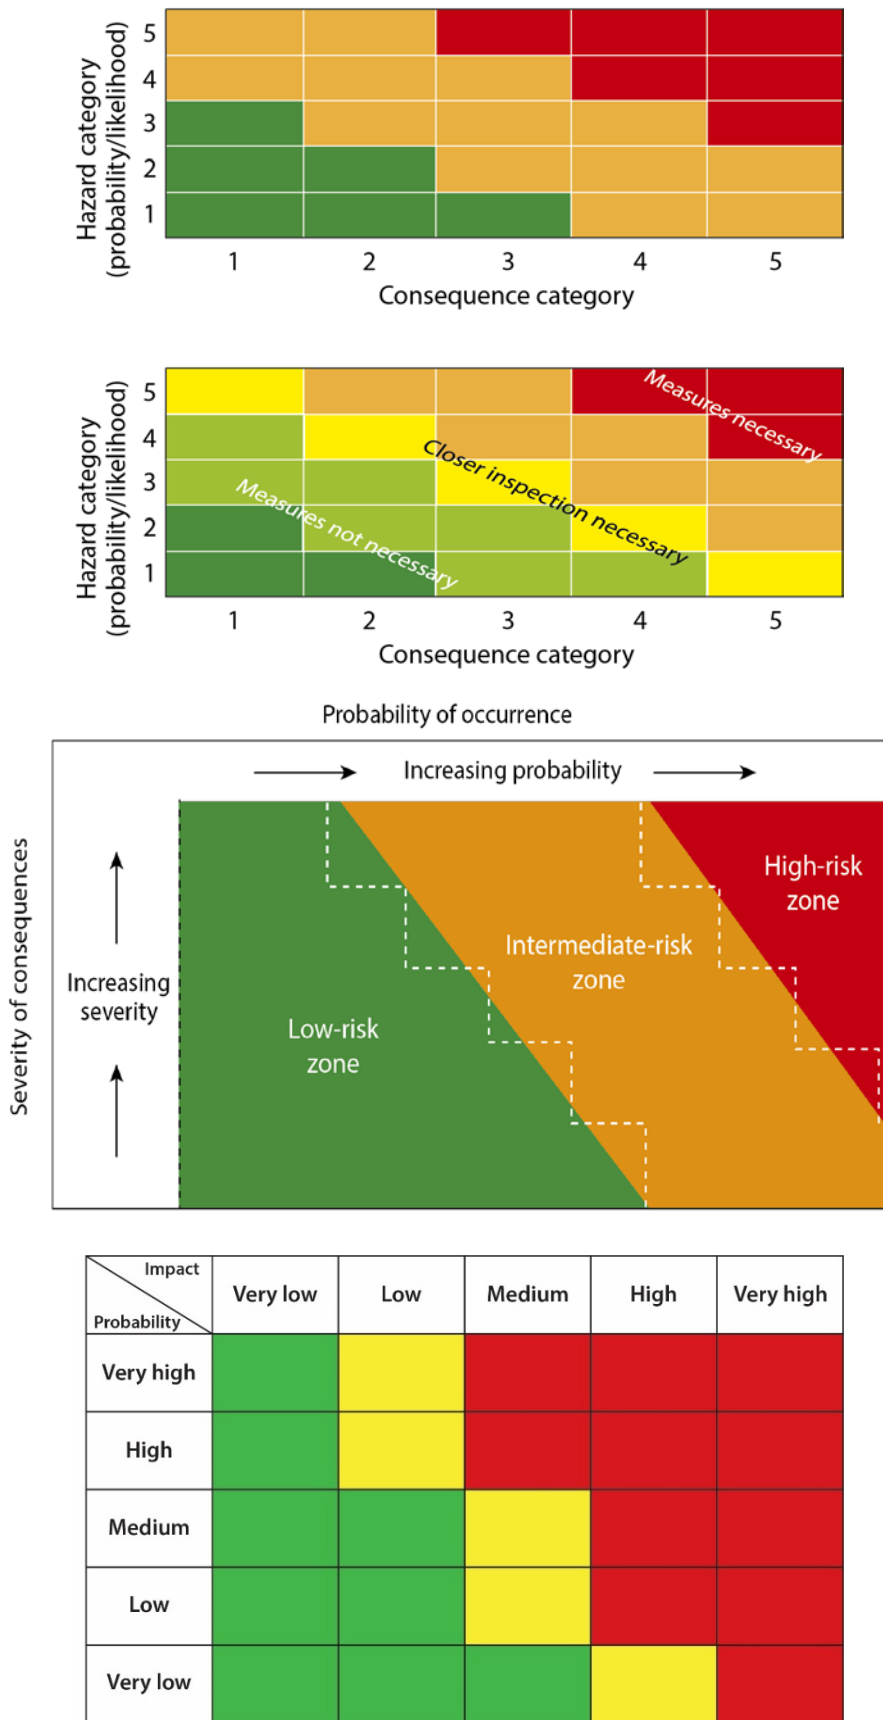 Hazard category
(probability/likelihood)
5
4
3
2
1
1 2 3 4 5
Consequence category
Hazard category
(probability/likelihood)
5
4
3
2
1
Measures necessary
Closer inspection necessary
Measures not necessary
1 2 3 4 5
Consequence category
Probability of occurrence
Increasing probability
Severity of consequences
Increasing
severity
High-risk
zone
Intermediate-risk
zone
Low-risk
zone
Impact
Probability
Very low Low Medium High Very high
Very high
High
Medium
Low
Very low